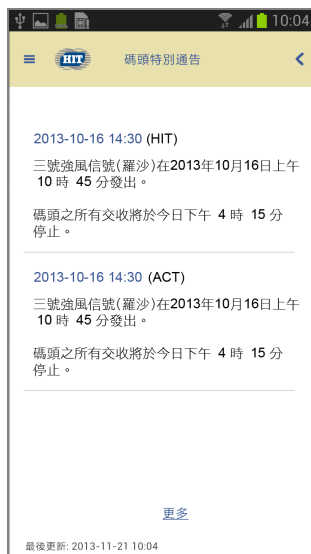 10:04
HIT
碼頭特別通告
2013-10-16 14:30 (HIT)
三號強風信號(羅沙)在2013年10月16日上午
10 時 45 分發出。
碼頭之所有交收將於今日下午 4 時 15 分
停止。
2013-10-16 14:30 (ACT)
三號強風信號(羅沙)在2013年10月16日上午
10 時 45 分發出。
碼頭之所有交收將於今日下午 4 時 15 分
停止。
更多
最後更新: 2013-11-21 10:04